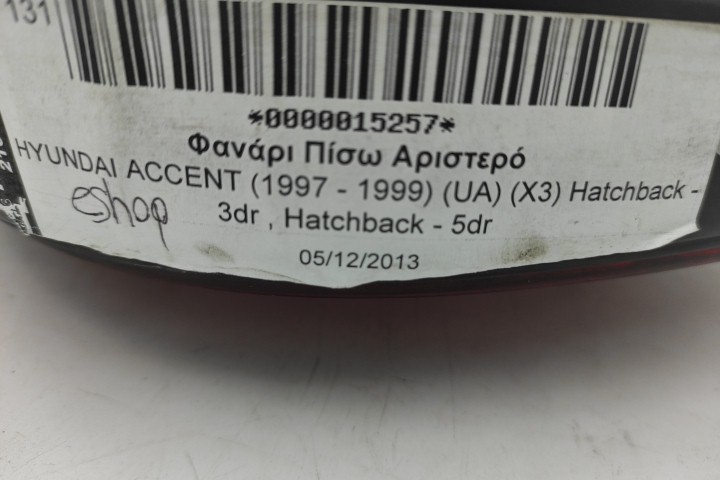 131
*0000015257*
Φανάρι Πίσω Αριστερό
HYUNDAI ACCENT (1997 - 1999) (UA) (X3) Hatchback -
3dr , Hatchback - 5dr
eshop
05/12/2013